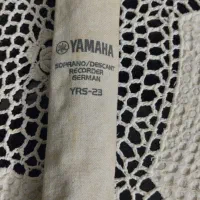 YAMAHA
SOPRANO/DESCANT
RECORDER
GERMAN
YRS-23